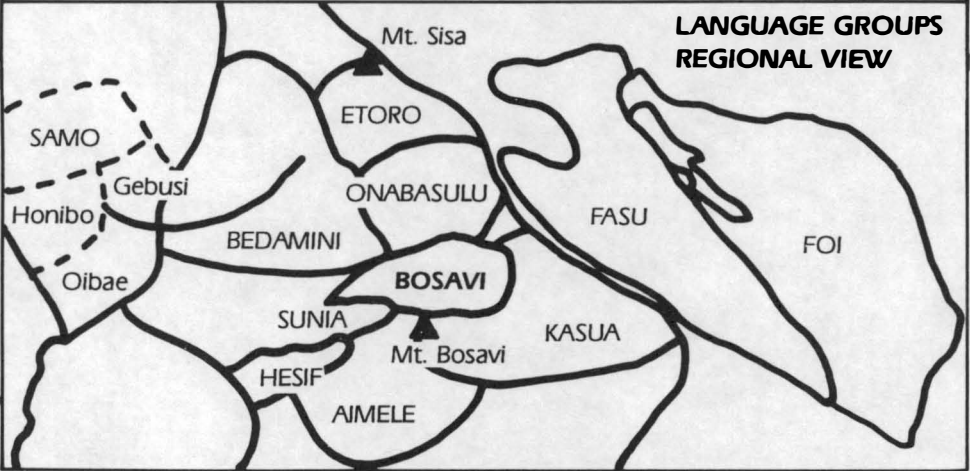 LANGUAGE GROUPS
REGIONAL VIEW
Mt. Sisa
ETORO
SAMO
Gebusi
ONABASULU
Honibo
FASU
BEDAMINI
FOI
Oibae
BOSAVI
SUNIA
KASUA
Mt. Bosavi
HESIF
AIMELE